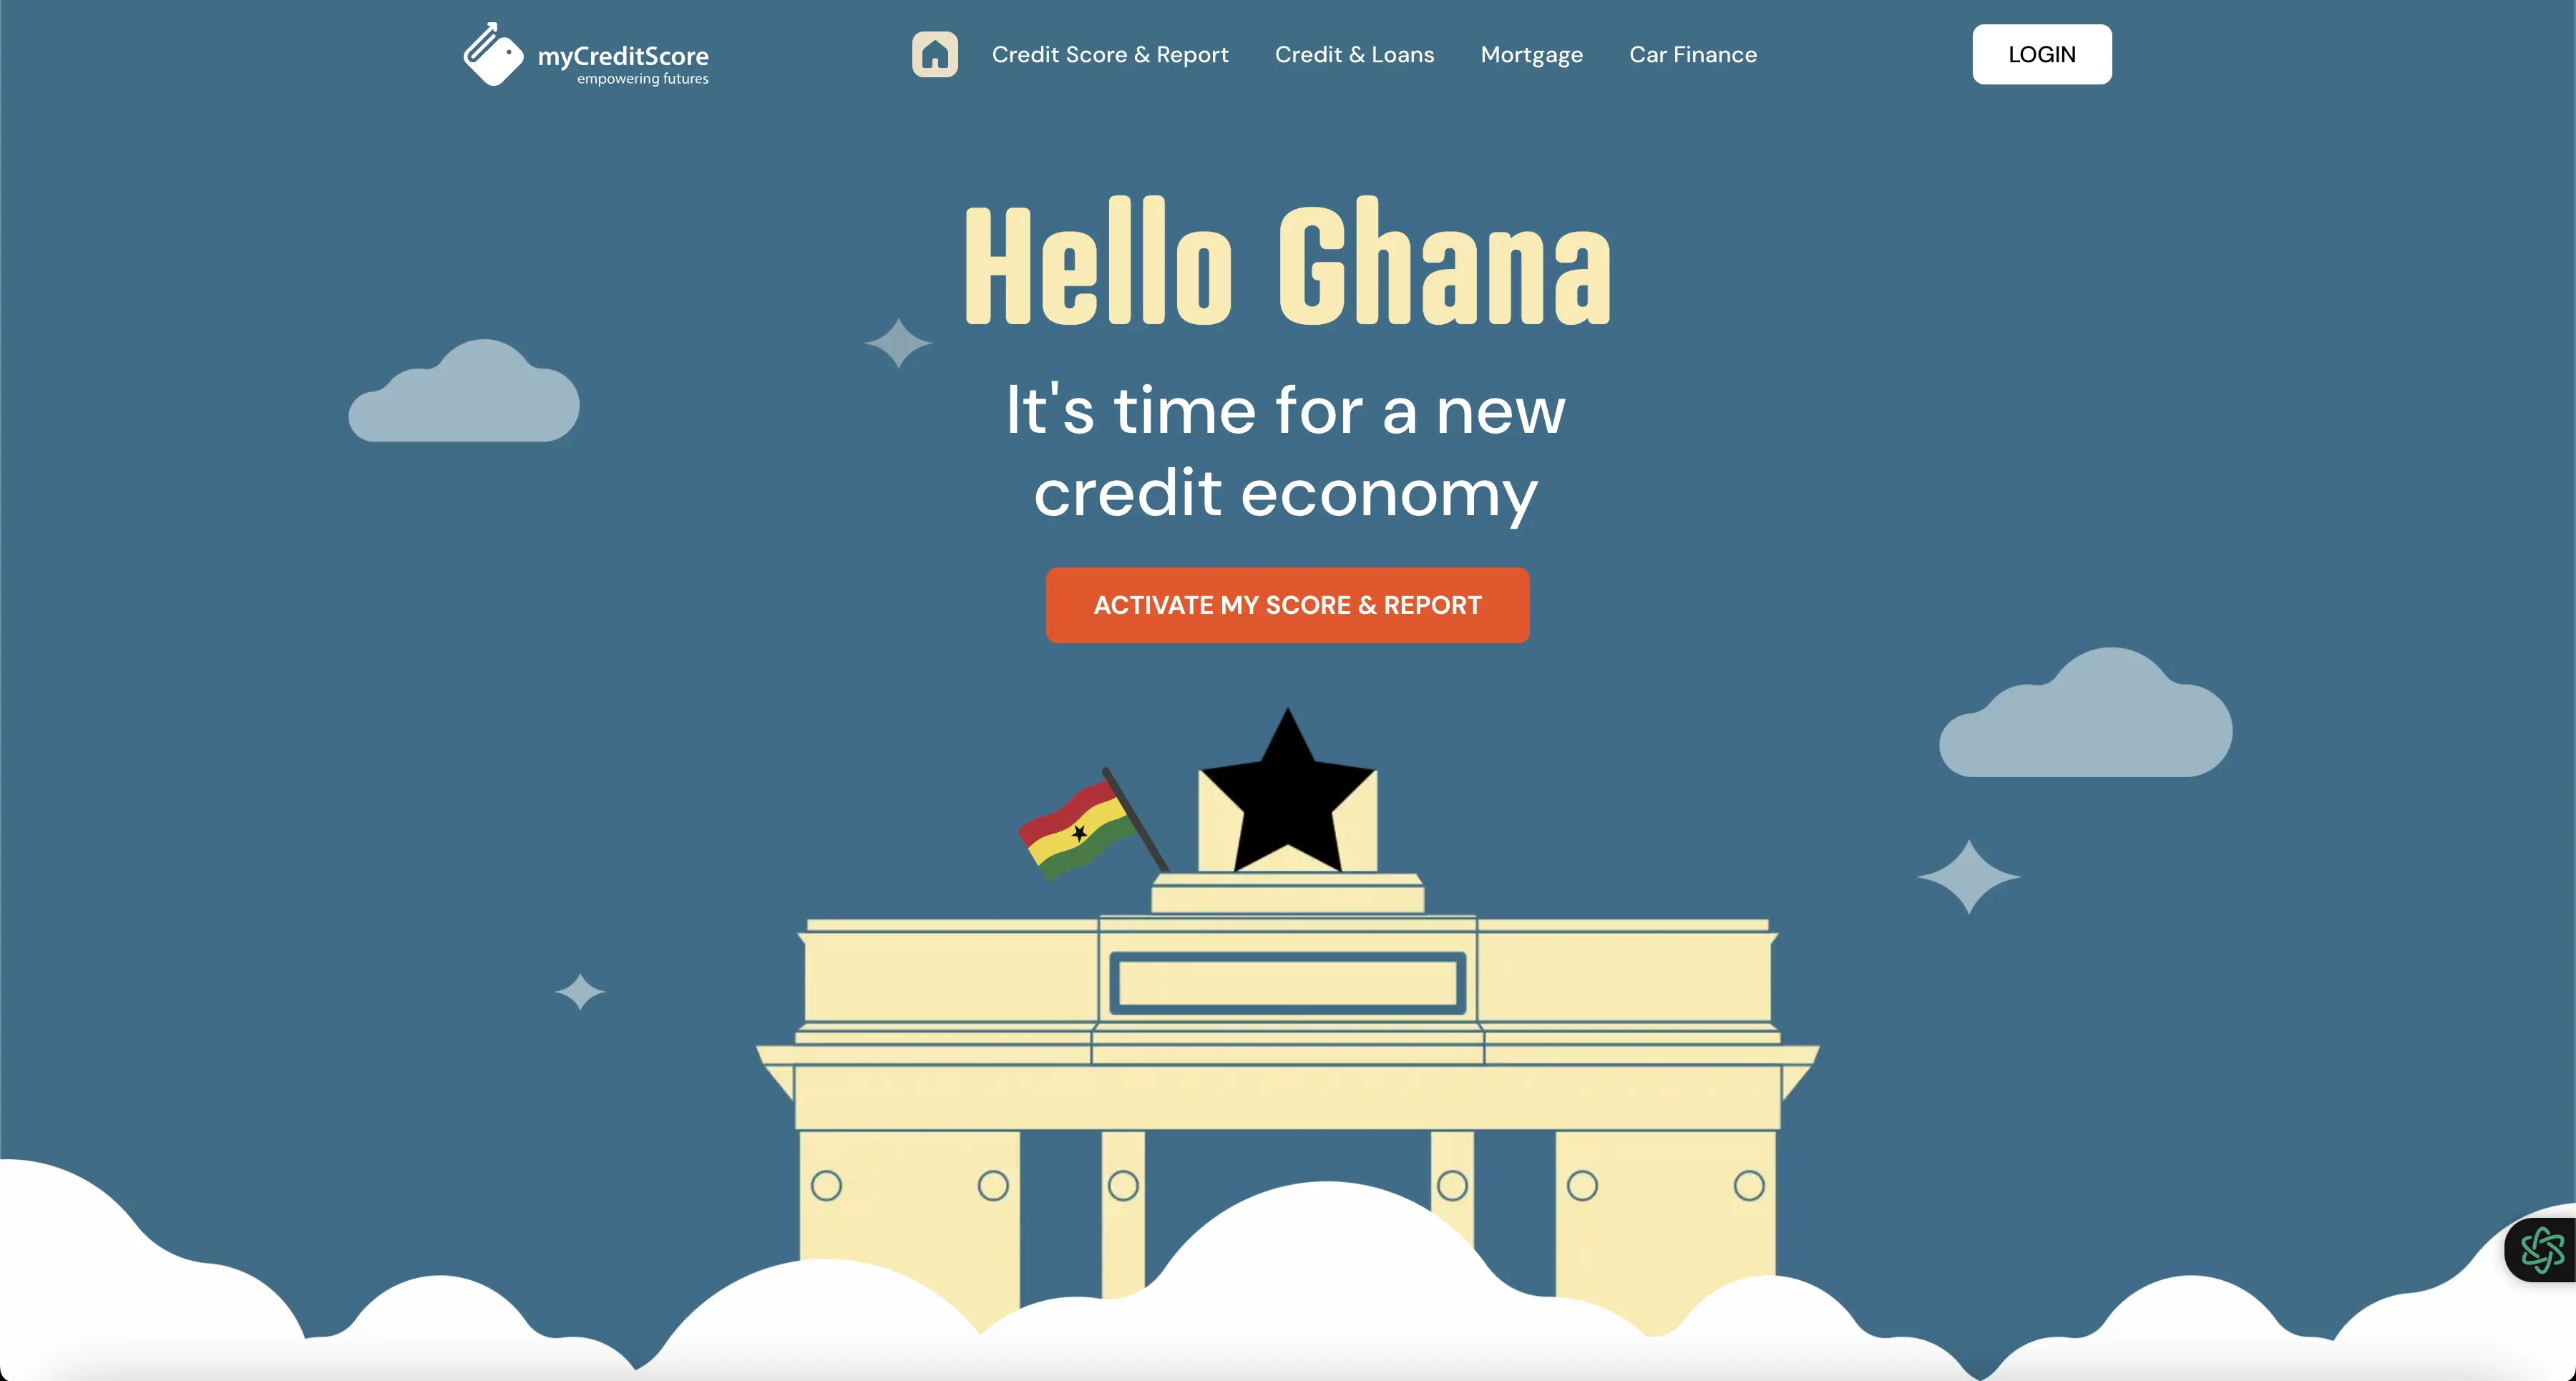 myCreditScore
empowering futures
Credit Score & Report
Credit & Loans
Mortgage
Car Finance
LOGIN
Hello Ghana
It's time for a new
credit economy
ACTIVATE MY SCORE & REPORT